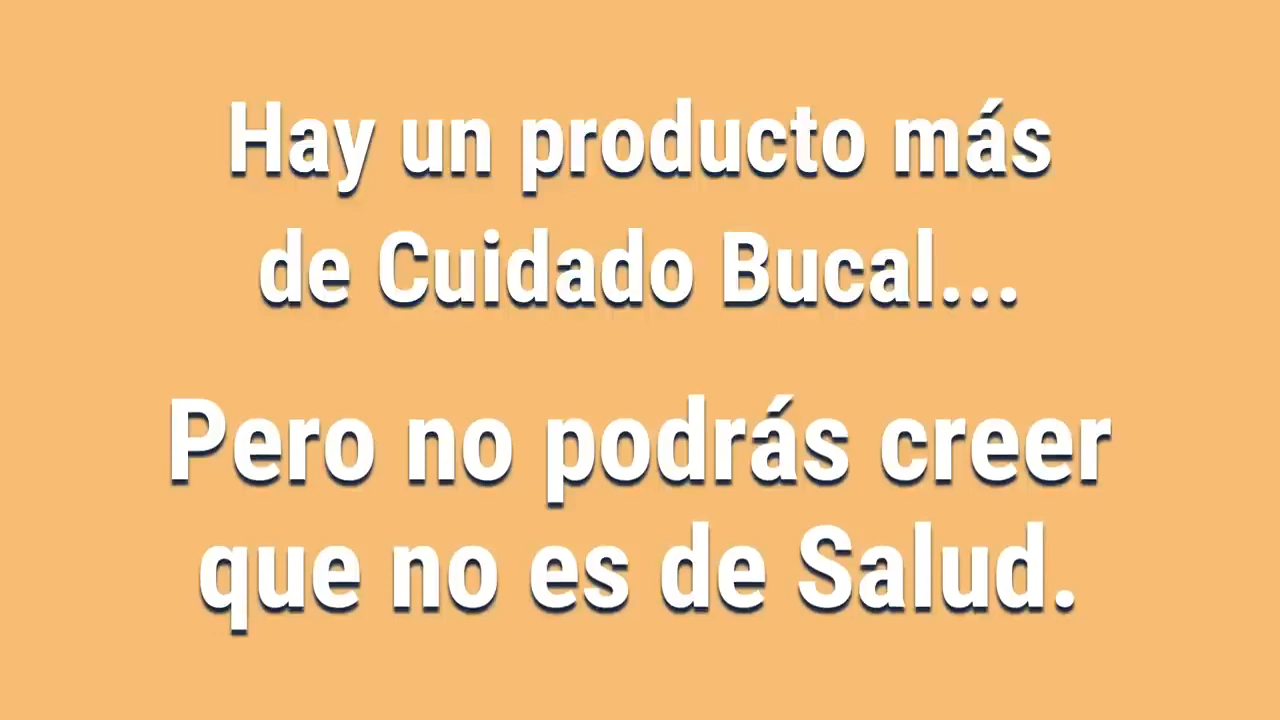 Hay un producto más
de Cuidado Bucal...
Pero no podrás creer
que no es de Salud.